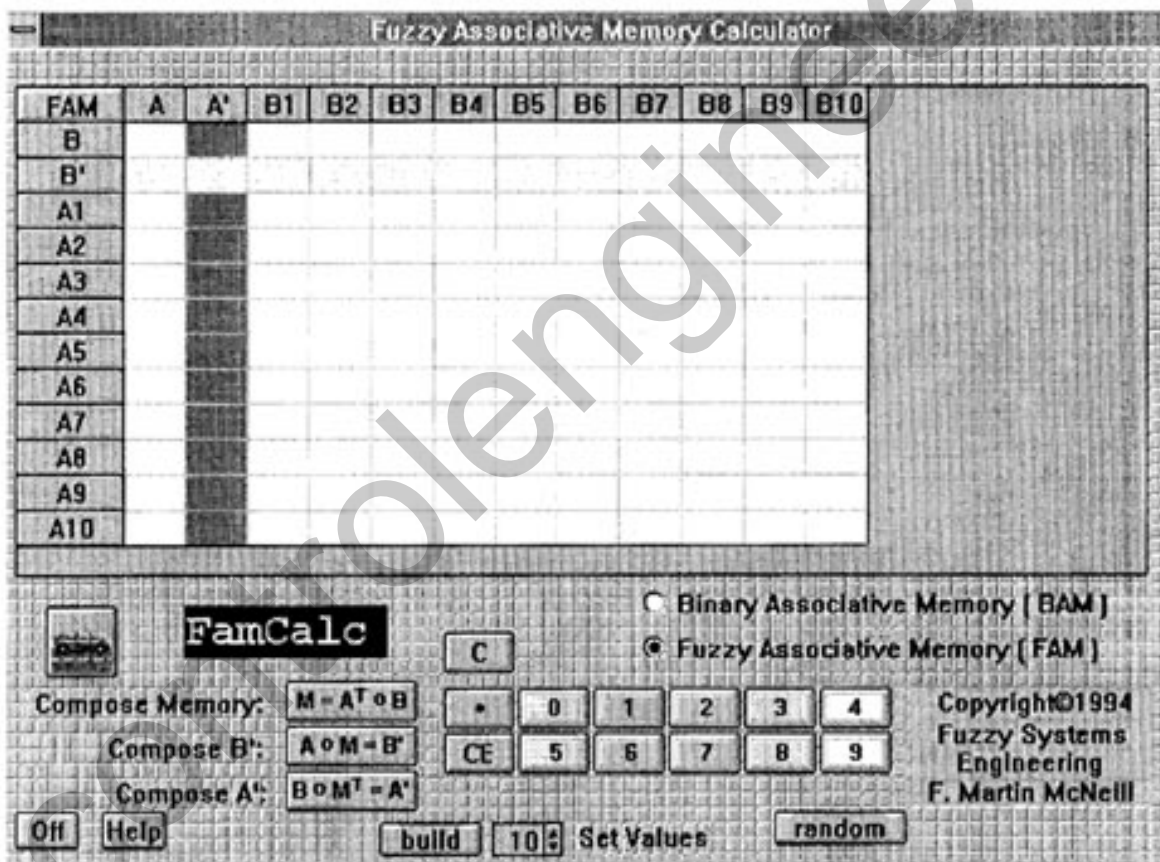 Fuzzy Associative Memory Calculator
FAM A A' B1 B2 B3 B4 B5 B6 B7 B8 B9 B10
B
B'
A1
A2
A3
A4
A5
A6
A7
A8
A9
A10
Binary Associative Memory ( BAM )
FamCalc
C
Fuzzy Associative Memory ( FAM )
Compose Memory: M = Aᵀ o B
• 0 1 2 3 4
Copyright©1994
Compose B': A o M = B'
CE 5 6 7 8 9
Fuzzy Systems
Engineering
Compose A': B o Mᵀ = A'
F. Martin McNeill
Off Help build 10 Set Values random
controlengineer